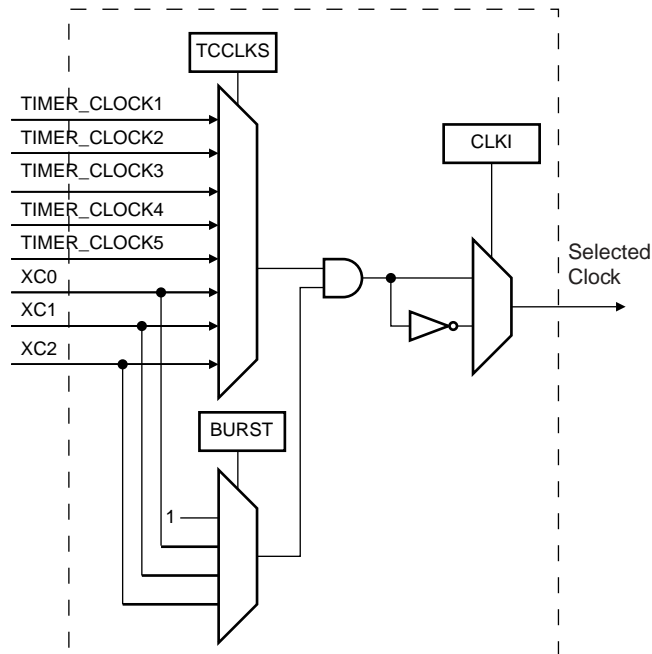 TCCLKS
TIMER_CLOCK1
TIMER_CLOCK2
TIMER_CLOCK3
TIMER_CLOCK4
TIMER_CLOCK5
XC0
XC1
XC2
CLKI
Selected
Clock
BURST
1